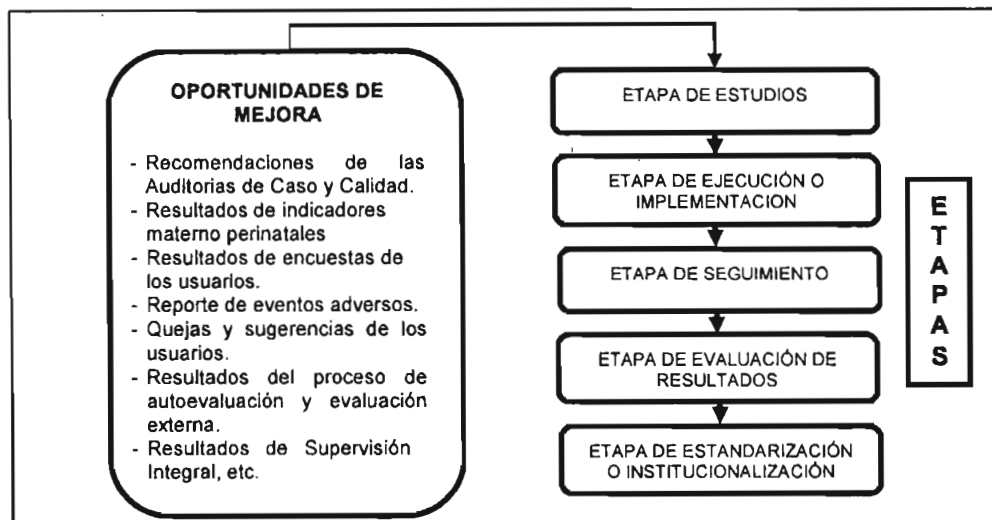 OPORTUNIDADES DE
MEJORA
- Recomendaciones de las
Auditorias de Caso y Calidad.
- Resultados de indicadores
materno perinatales
- Resultados de encuestas de
los usuarios.
- Reporte de eventos adversos.
- Quejas y sugerencias de los
usuarios.
- Resultados del proceso de
autoevaluación y evaluación
externa.
- Resultados de Supervisión
Integral, etc.
ETAPA DE ESTUDIOS
ETAPA DE EJECUCIÓN O
IMPLEMENTACION
ETAPA DE SEGUIMIENTO
ETAPA DE EVALUACIÓN DE
RESULTADOS
ETAPA DE ESTANDARIZACIÓN
O INSTITUCIONALIZACIÓN
E
T
A
P
A
S